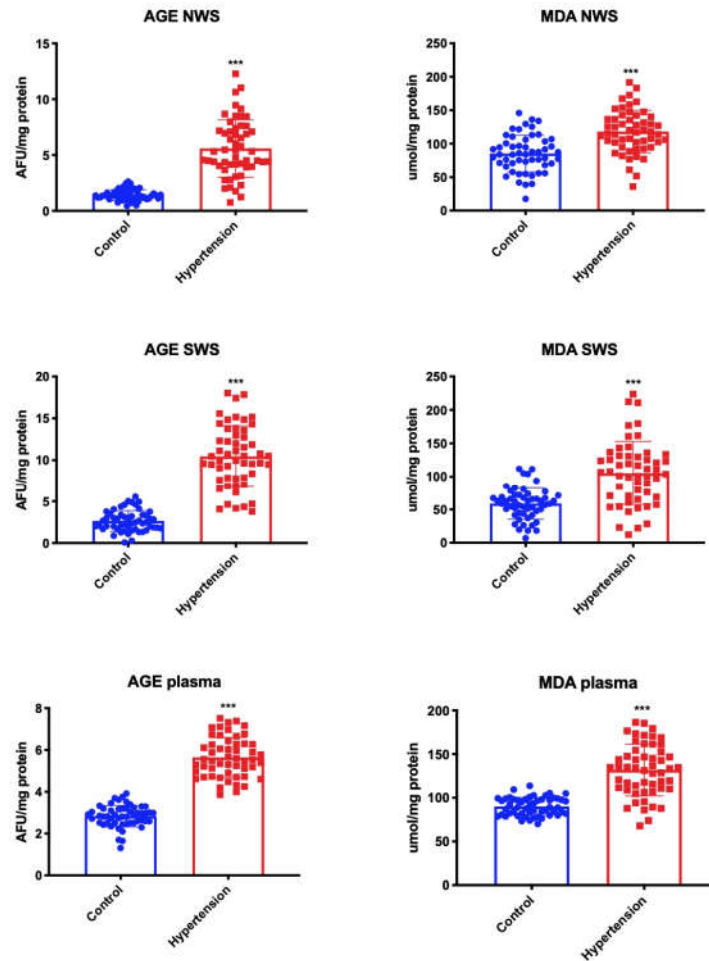 AGE NWS
AFU/mg protein
15
10
5
0
***
Control
Hypertension
MDA NWS
umol/mg protein
250
200
150
100
50
0
***
Control
Hypertension
AGE SWS
AFU/mg protein
20
15
10
5
0
***
Control
Hypertension
MDA SWS
umol/mg protein
250
200
150
100
50
0
***
Control
Hypertension
AGE plasma
AFU/mg protein
8
6
4
2
0
***
Control
Hypertension
MDA plasma
umol/mg protein
200
150
100
50
0
***
Control
Hypertension